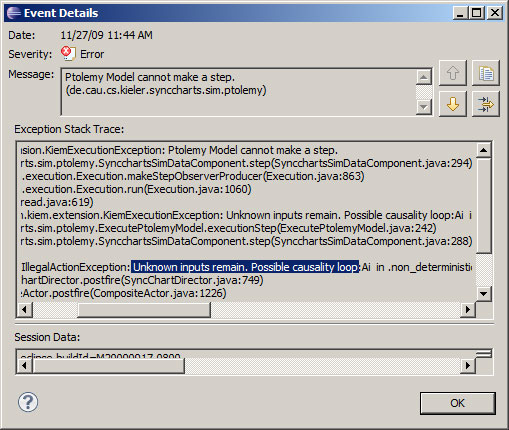 Event Details
Date: 11/27/09 11:44 AM
Severity: Error
Message: Ptolemy Model cannot make a step.
(de.cau.cs.kieler.synccharts.sim.ptolemy)
Exception Stack Trace:
nsion.KiemExecutionException: Ptolemy Model cannot make a step.
rts.sim.ptolemy.SyncchartsSimDataComponent.step(SyncchartsSimDataComponent.java:294)
.execution.Execution.makeStepObserverProducer(Execution.java:863)
.execution.Execution.run(Execution.java:1060)
read.java:619)
n.kiem.extension.KiemExecutionException: Unknown inputs remain. Possible causality loop:Ai in
rts.sim.ptolemy.ExecutePtolemyModel.executionStep(ExecutePtolemyModel.java:242)
rts.sim.ptolemy.SyncchartsSimDataComponent.step(SyncchartsSimDataComponent.java:288)
IllegalActionException: Unknown inputs remain. Possible causality loop:Ai in .non_deterministic
hartDirector.postfire(SyncChartDirector.java:749)
eActor.postfire(CompositeActor.java:1226)
Session Data:
eclipse.buildId=M20000017-0800
?
OK